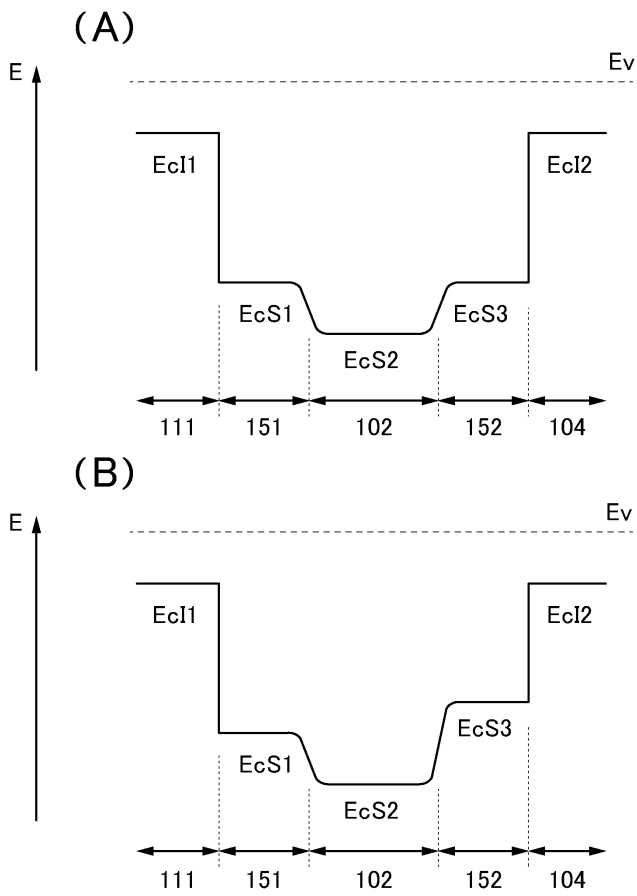 (A)
E
Ev
EcI1
EcI2
EcS1
EcS3
EcS2
111 151 102 152 104
(B)
E
Ev
EcI1
EcI2
EcS3
EcS1
EcS2
111 151 102 152 104